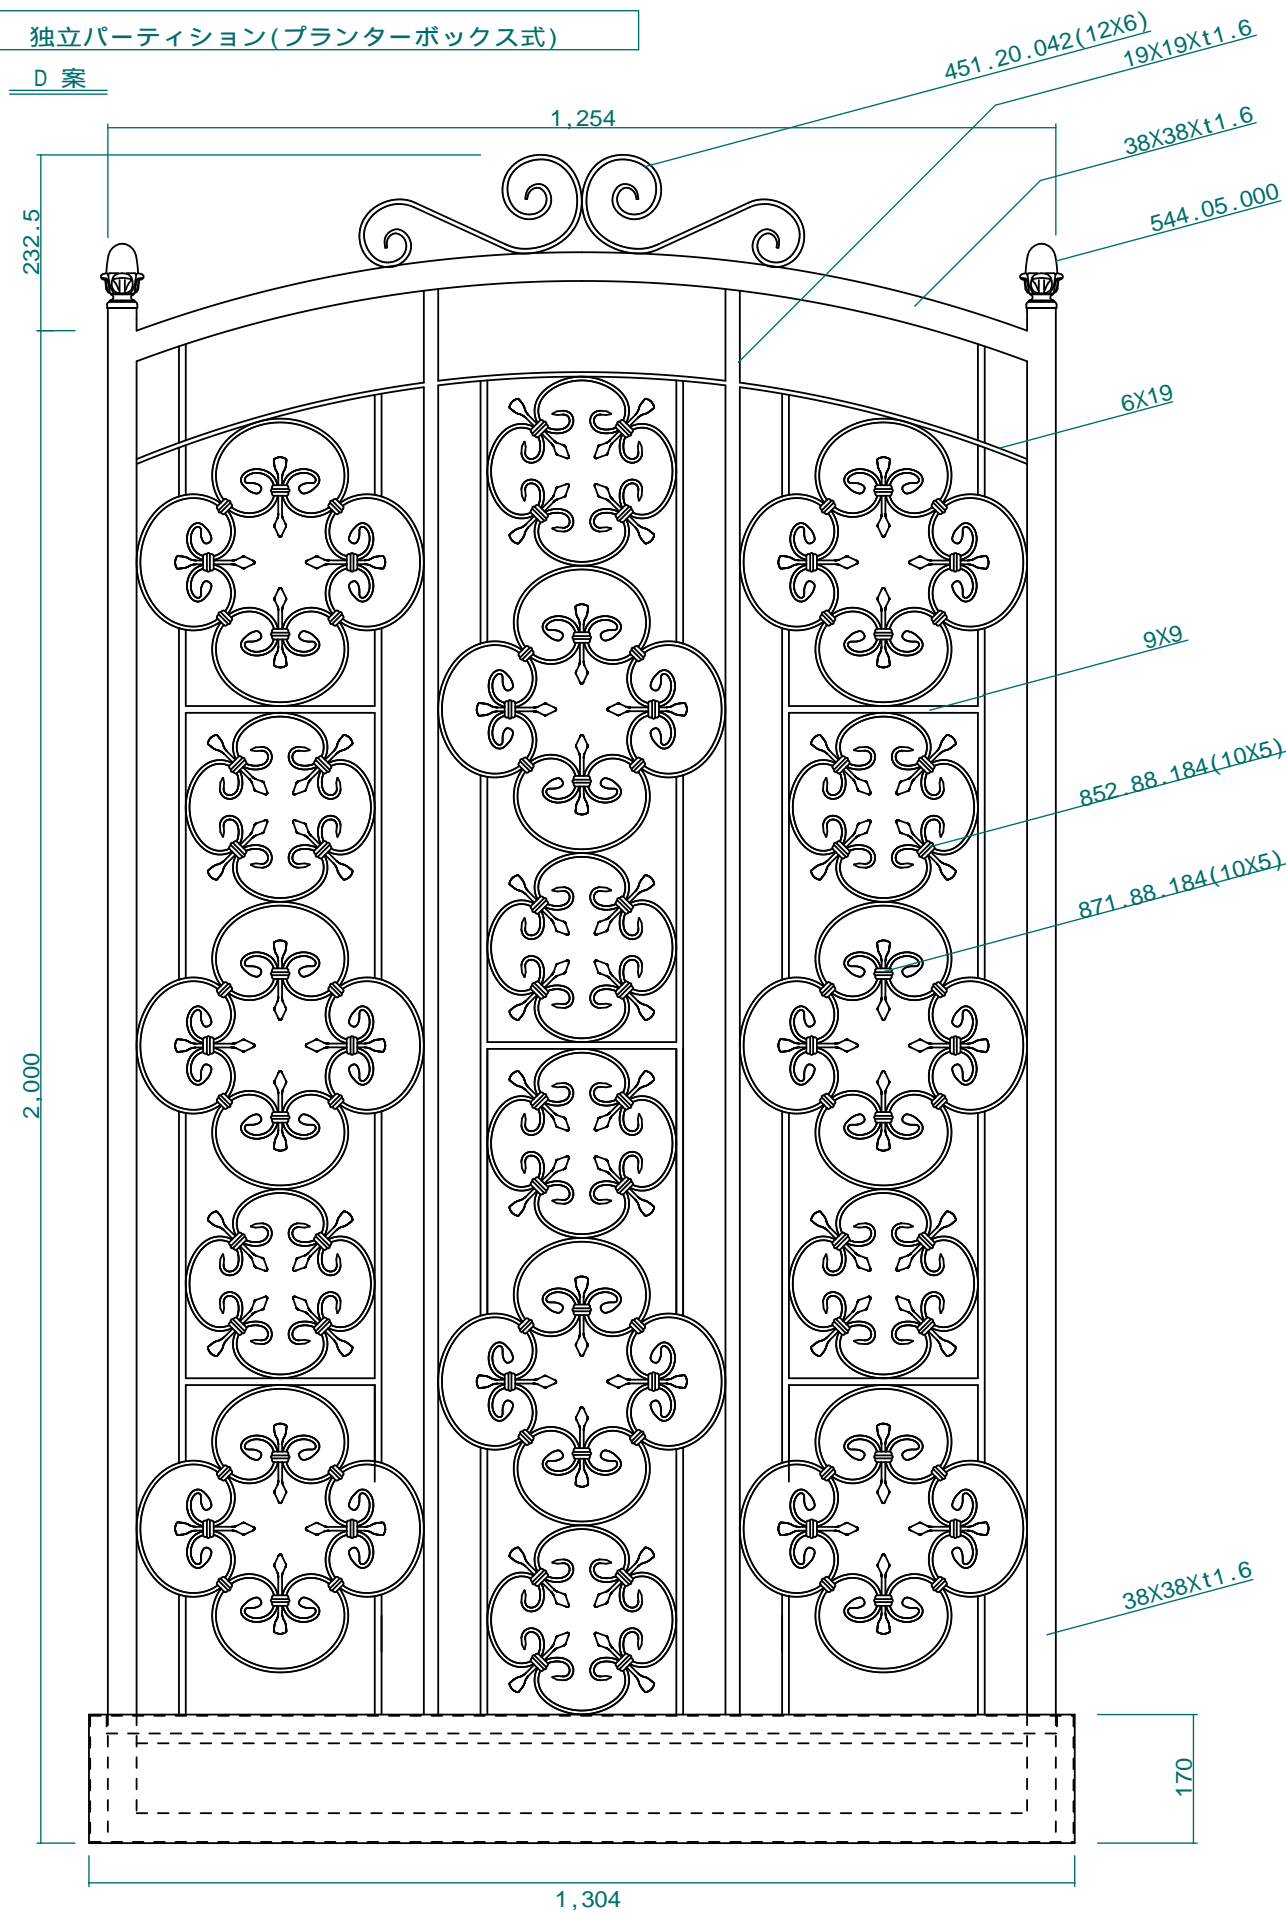 独立パーティション(プランターボックス式)
D 案
451.20.042(12X6)
19X19Xt1.6
1,254
38X38Xt1.6
544.05.000
232.5
6X19
9X9
852.88.184(10X5)
871.88.184(10X5)
2,000
38X38Xt1.6
170
1,304